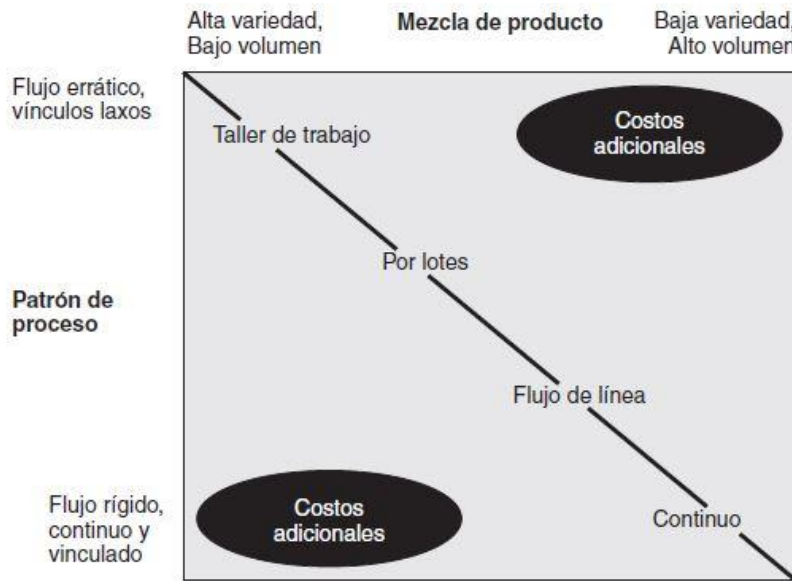 Alta variedad,
Bajo volumen
Mezcla de producto
Baja variedad,
Alto volumen
Flujo errático,
vínculos laxos
Taller de trabajo
Costos
adicionales
Por lotes
Patrón de
proceso
Flujo de línea
Flujo rígido,
continuo y
vinculado
Costos
adicionales
Continuo